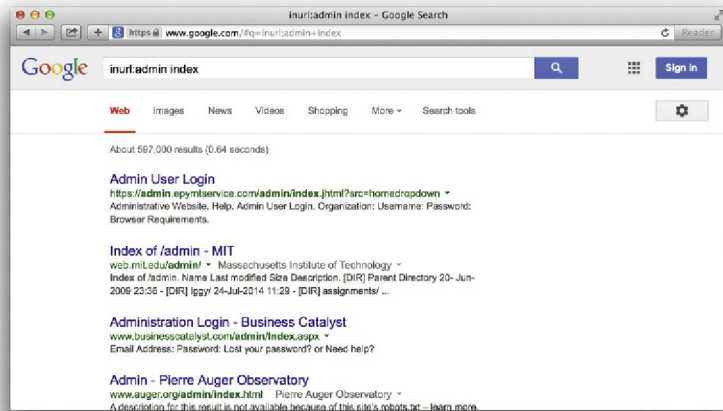 inurl:admin index - Google Search
https www.google.com/#q=inurl:admin+index
Reader
Google
inurl:admin index
Sign in
Web Images News Videos Shopping More Search tools
About 597,000 results (0.64 seconds)
Admin User Login
https://admin.epymtservice.com/admin/index.jhtml?src=homedropdown
Administrative Website. Help. Admin User Login. Organization: Username: Password:
Browser Requirements.
Index of /admin - MIT
web.mit.edu/admin/ Massachusetts Institute of Technology
Index of /admin. Name Last modified Size Description. [DIR] Parent Directory 20- Jun-
2009 23:36 - [DIR] Iggy/ 24-Jul-2014 11:29 - [DIR] assignments/ ...
Administration Login - Business Catalyst
www.businesscatalyst.com/admin/Index.aspx
Email Address: Password: Lost your password? or Need help?
Admin - Pierre Auger Observatory
www.auger.org/admin/index.html Pierre Auger Observatory
A description for this result is not available because of this site's robots.txt – learn more.